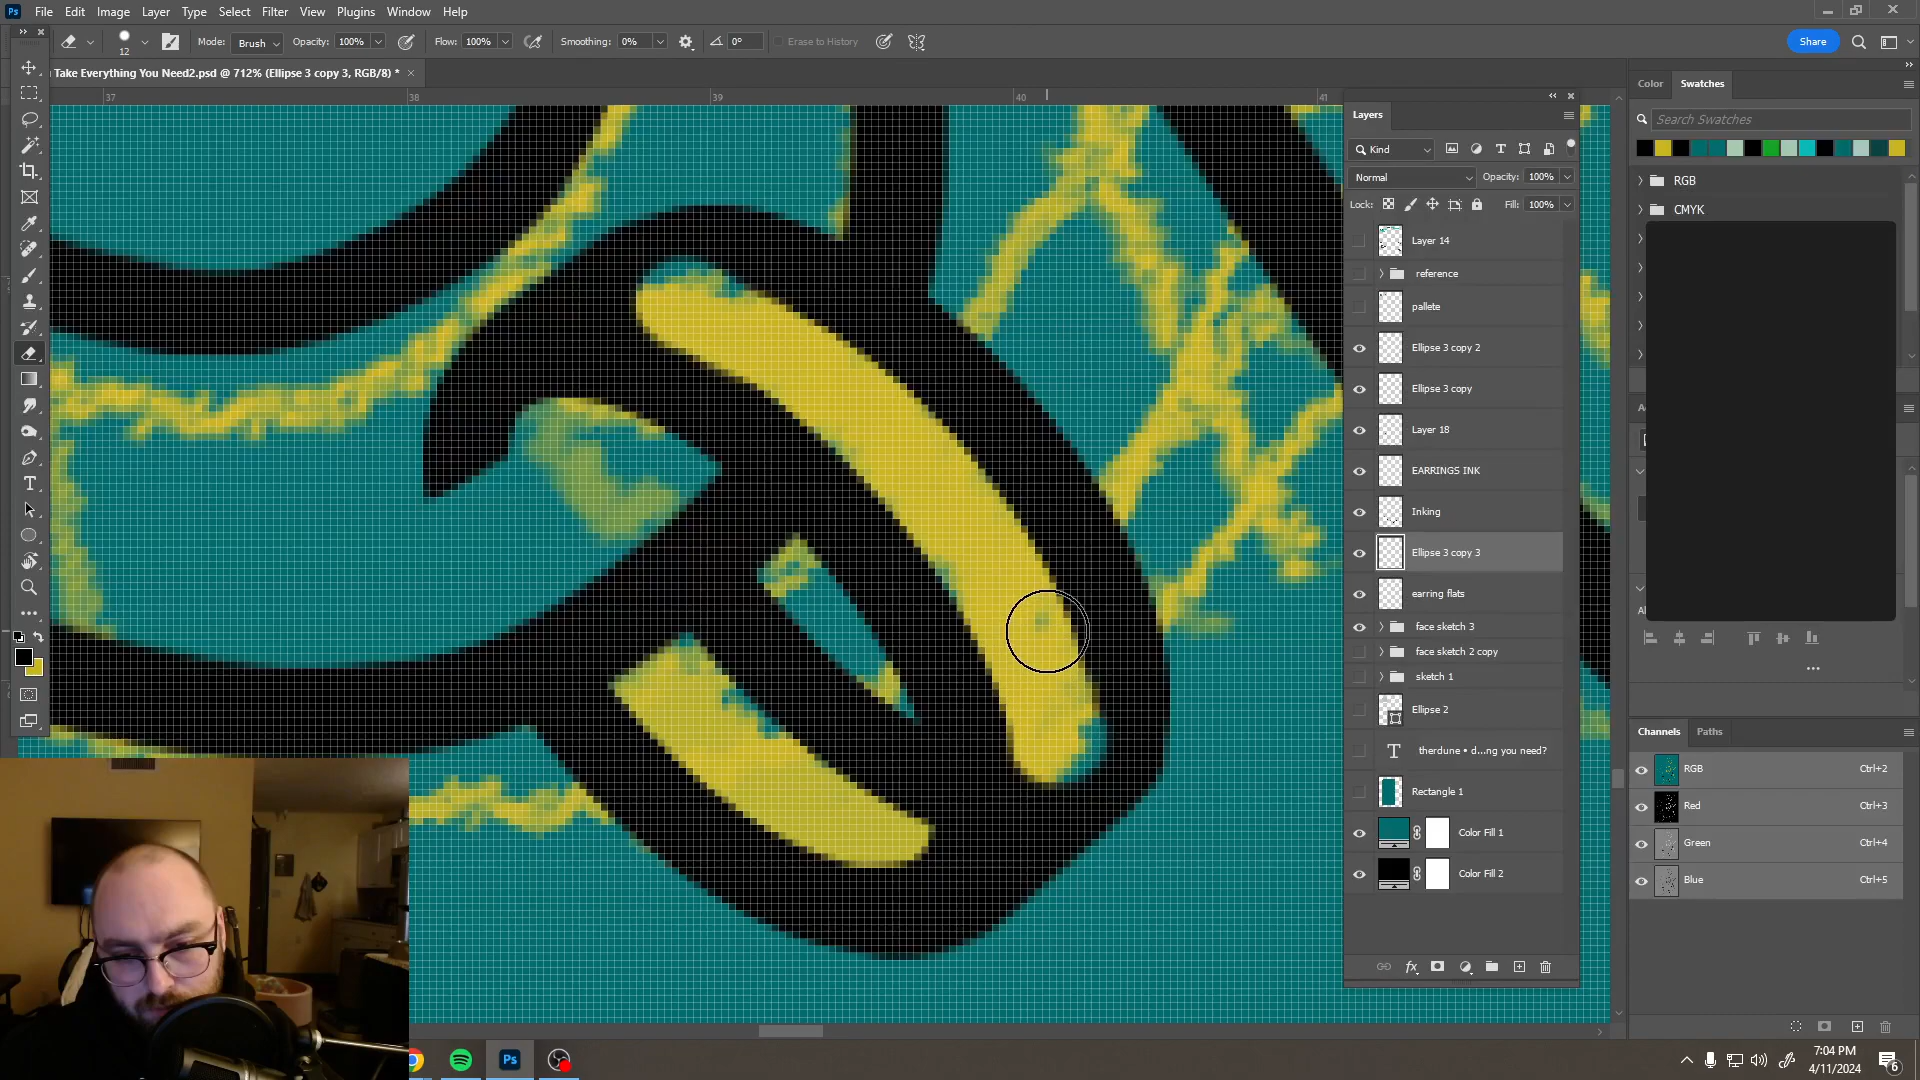 Ps File Edit Image Layer Type Select Filter View Plugins Window Help
12 Mode: Brush Opacity: 100% Flow: 100% Smoothing: 0% 0° Erase to History Share
Take Everything You Need2.psd @ 712% (Ellipse 3 copy 3, RGB/8) *
37 38 39 40 41
Layers
Kind
Normal Opacity: 100%
Lock: Fill: 100%
Layer 14
reference
pallete
Ellipse 3 copy 2
Ellipse 3 copy
Layer 18
EARRINGS INK
Inking
Ellipse 3 copy 3
earring flats
face sketch 3
face sketch 2 copy
sketch 1
Ellipse 2
therdune • d...ng you need?
Rectangle 1
Color Fill 1
Color Fill 2
fx
Color Swatches
Search Swatches
RGB
CMYK
Channels Paths
RGB Ctrl+2
Red Ctrl+3
Green Ctrl+4
Blue Ctrl+5
Ps
7:04 PM
4/11/2024
6